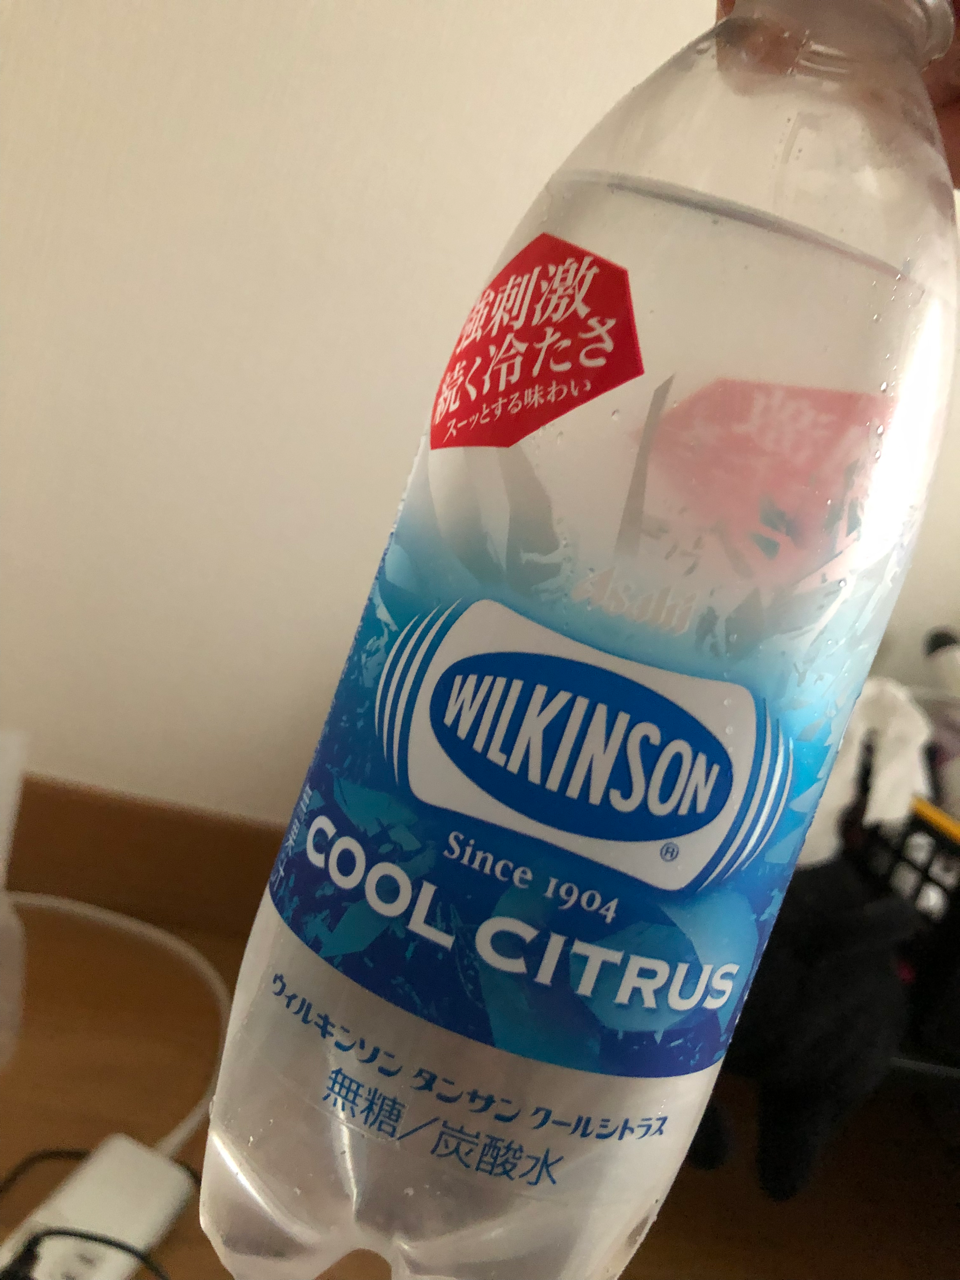 強刺激
続く冷たさ
スーッとする味わい
Asahi
WILKINSON
®
Since 1904
COOL CITRUS
ウィルキンソン タンサン クールシトラス
無糖/炭酸水